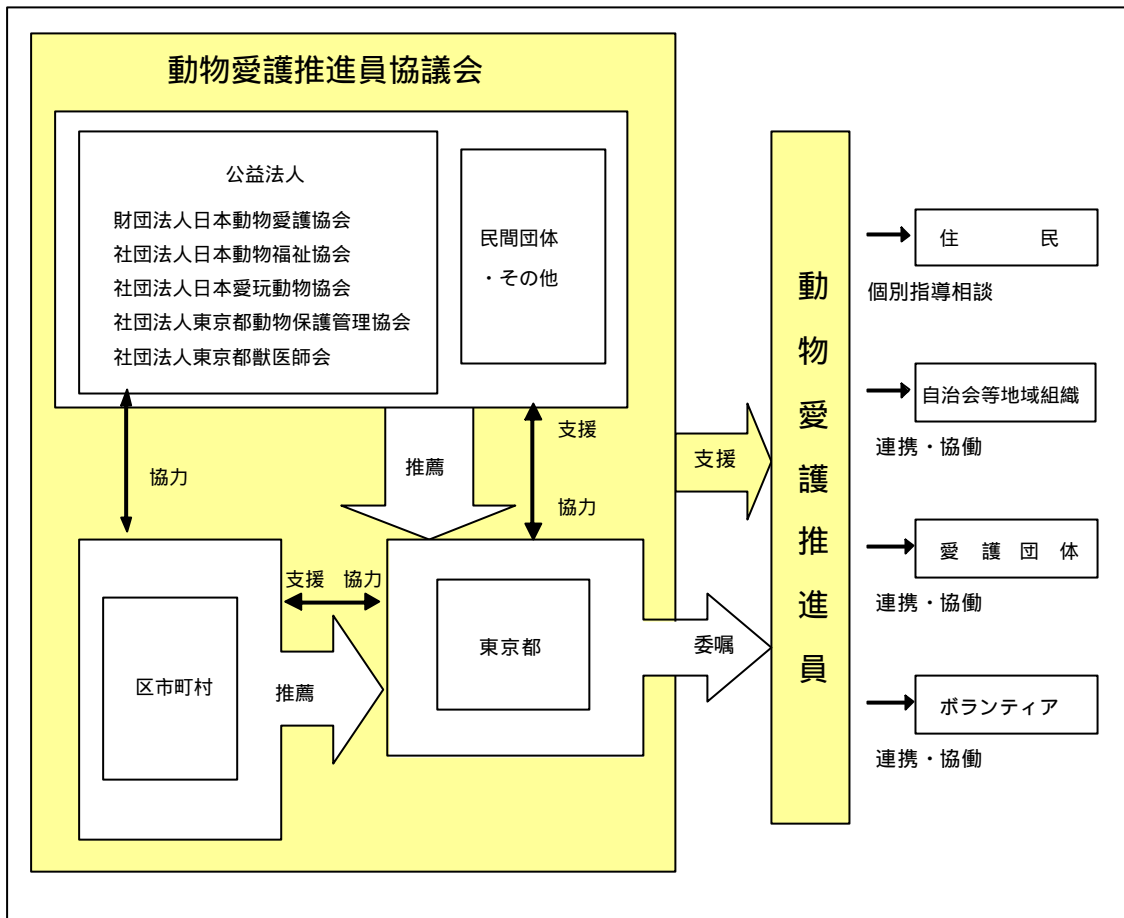 動物愛護推進員協議会
公益法人
財団法人日本動物愛護協会
社団法人日本動物福祉協会
社団法人日本愛玩動物協会
社団法人東京都動物保護管理協会
社団法人東京都獣医師会
民間団体
・その他
協力
推薦
支援
協力
支援 協力
区市町村
推薦
東京都
支援
委嘱
動物愛護推進員
住 民
個別指導相談
自治会等地域組織
連携・協働
愛 護 団 体
連携・協働
ボランティア
連携・協働